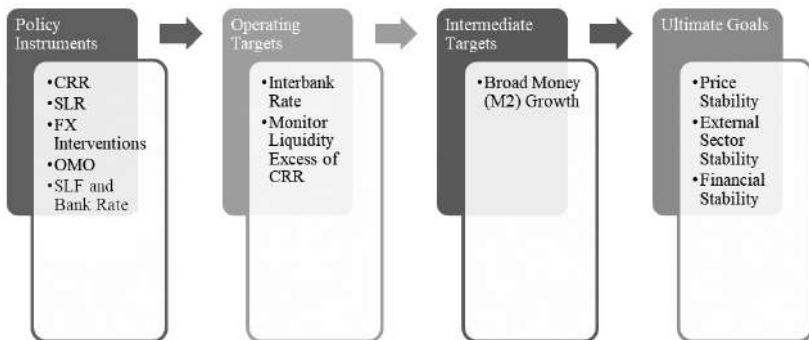 Policy
Instruments
•CRR
•SLR
•FX
Interventions
•OMO
•SLF and
Bank Rate
Operating
Targets
•Interbank
Rate
•Monitor
Liquidity
Excess of
CRR
Intermediate
Targets
•Broad Money
(M2) Growth
Ultimate Goals
•Price
Stability
•External
Sector
Stability
•Financial
Stability